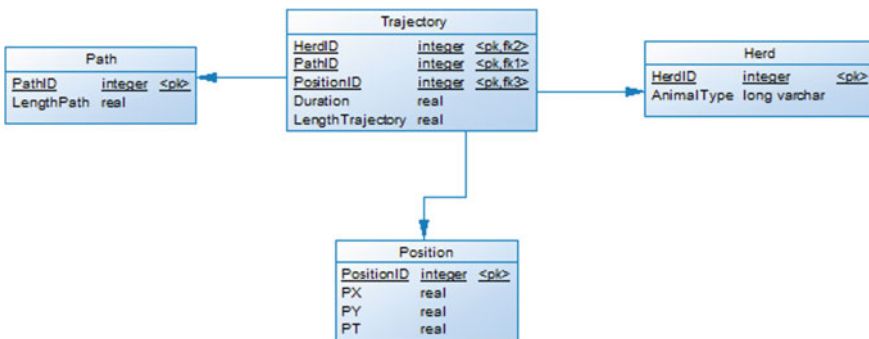 Trajectory
HerdID integer <pk,fk2>
PathID integer <pk,fk1>
PositionID integer <pk,fk3>
Duration real
LengthTrajectory real
Path
PathID integer <pk>
LengthPath real
Herd
HerdID integer <pk>
AnimalType long varchar
Position
PositionID integer <pk>
PX real
PY real
PT real